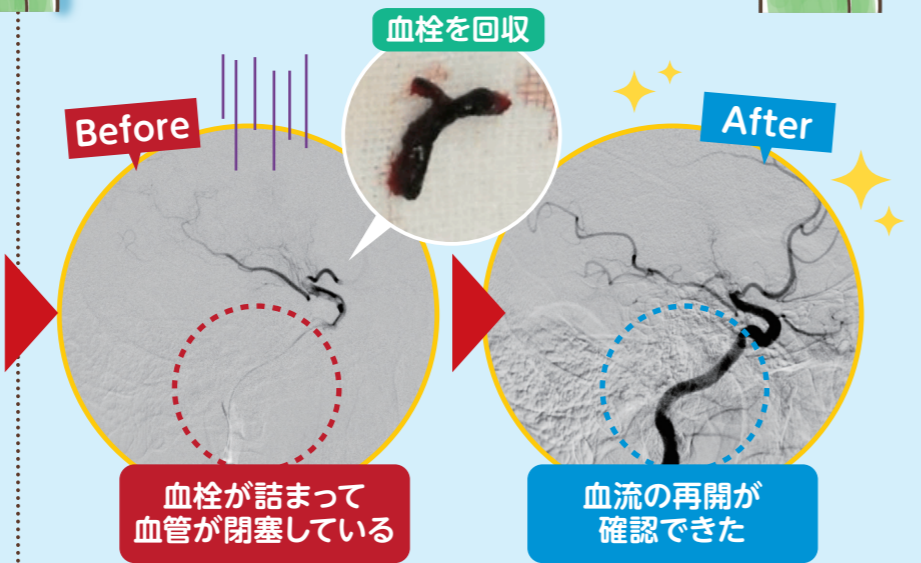 血栓を回収
Before
After
血栓が詰まって
血管が閉塞している
血流の再開が
確認できた